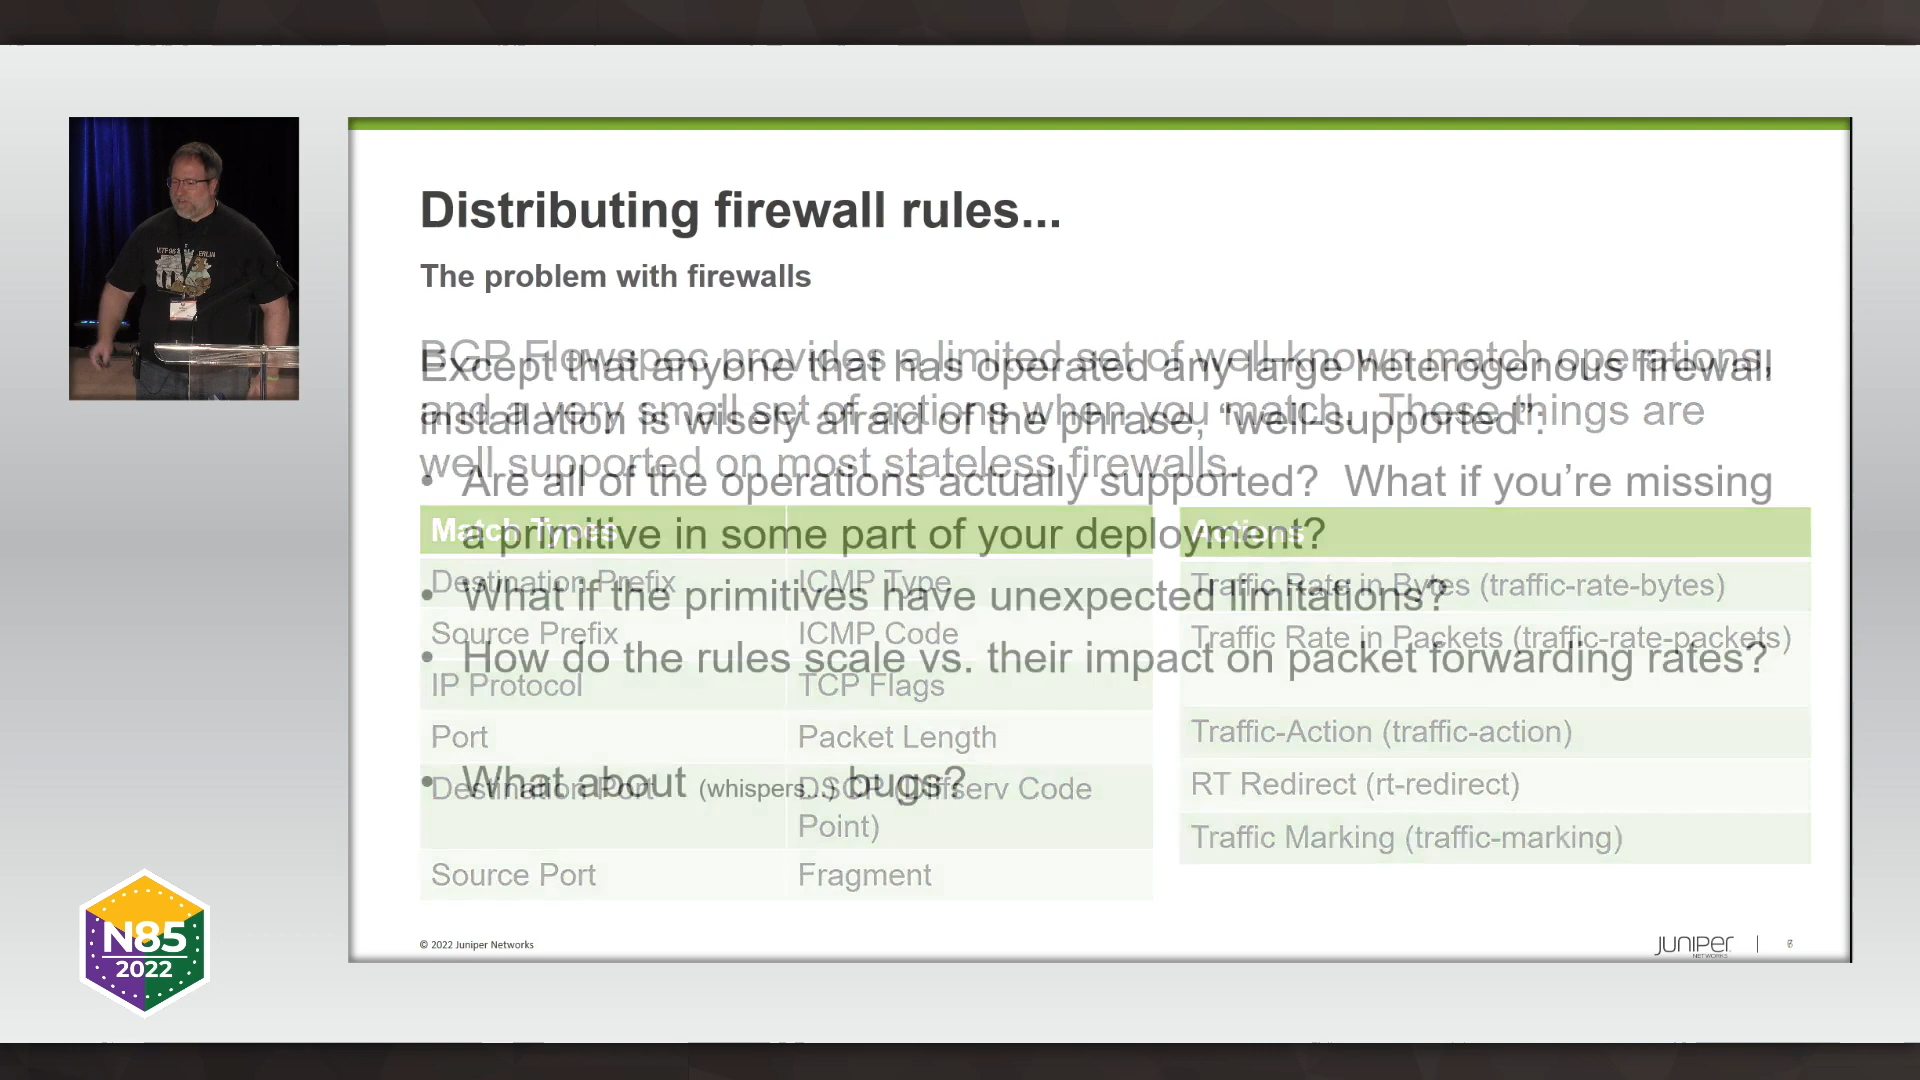 Distributing firewall rules...
The problem with firewalls
BGP Flowspec provides a limited set of well-known match operations,
and a very small set of actions when you match. These things are
well supported on most stateless firewalls.
Except that anyone that has operated any large heterogenous firewall
installation is wisely afraid of the phrase, “well-supported”:
• Are all of the operations actually supported? What if you’re missing
a primitive in some part of your deployment?
• What if the primitives have unexpected limitations?
• How do the rules scale vs. their impact on packet forwarding rates?
• What about (whispers...) bugs?
Match Types
Destination Prefix
ICMP Type
Source Prefix
ICMP Code
IP Protocol
TCP Flags
Port
Packet Length
Destination Port
DSCP (Diffserv Code
Point)
Source Port
Fragment
Actions
Traffic Rate in Bytes (traffic-rate-bytes)
Traffic Rate in Packets (traffic-rate-packets)
Traffic-Action (traffic-action)
RT Redirect (rt-redirect)
Traffic Marking (traffic-marking)
© 2022 Juniper Networks
JUNIPER
NETWORKS
N85
2022